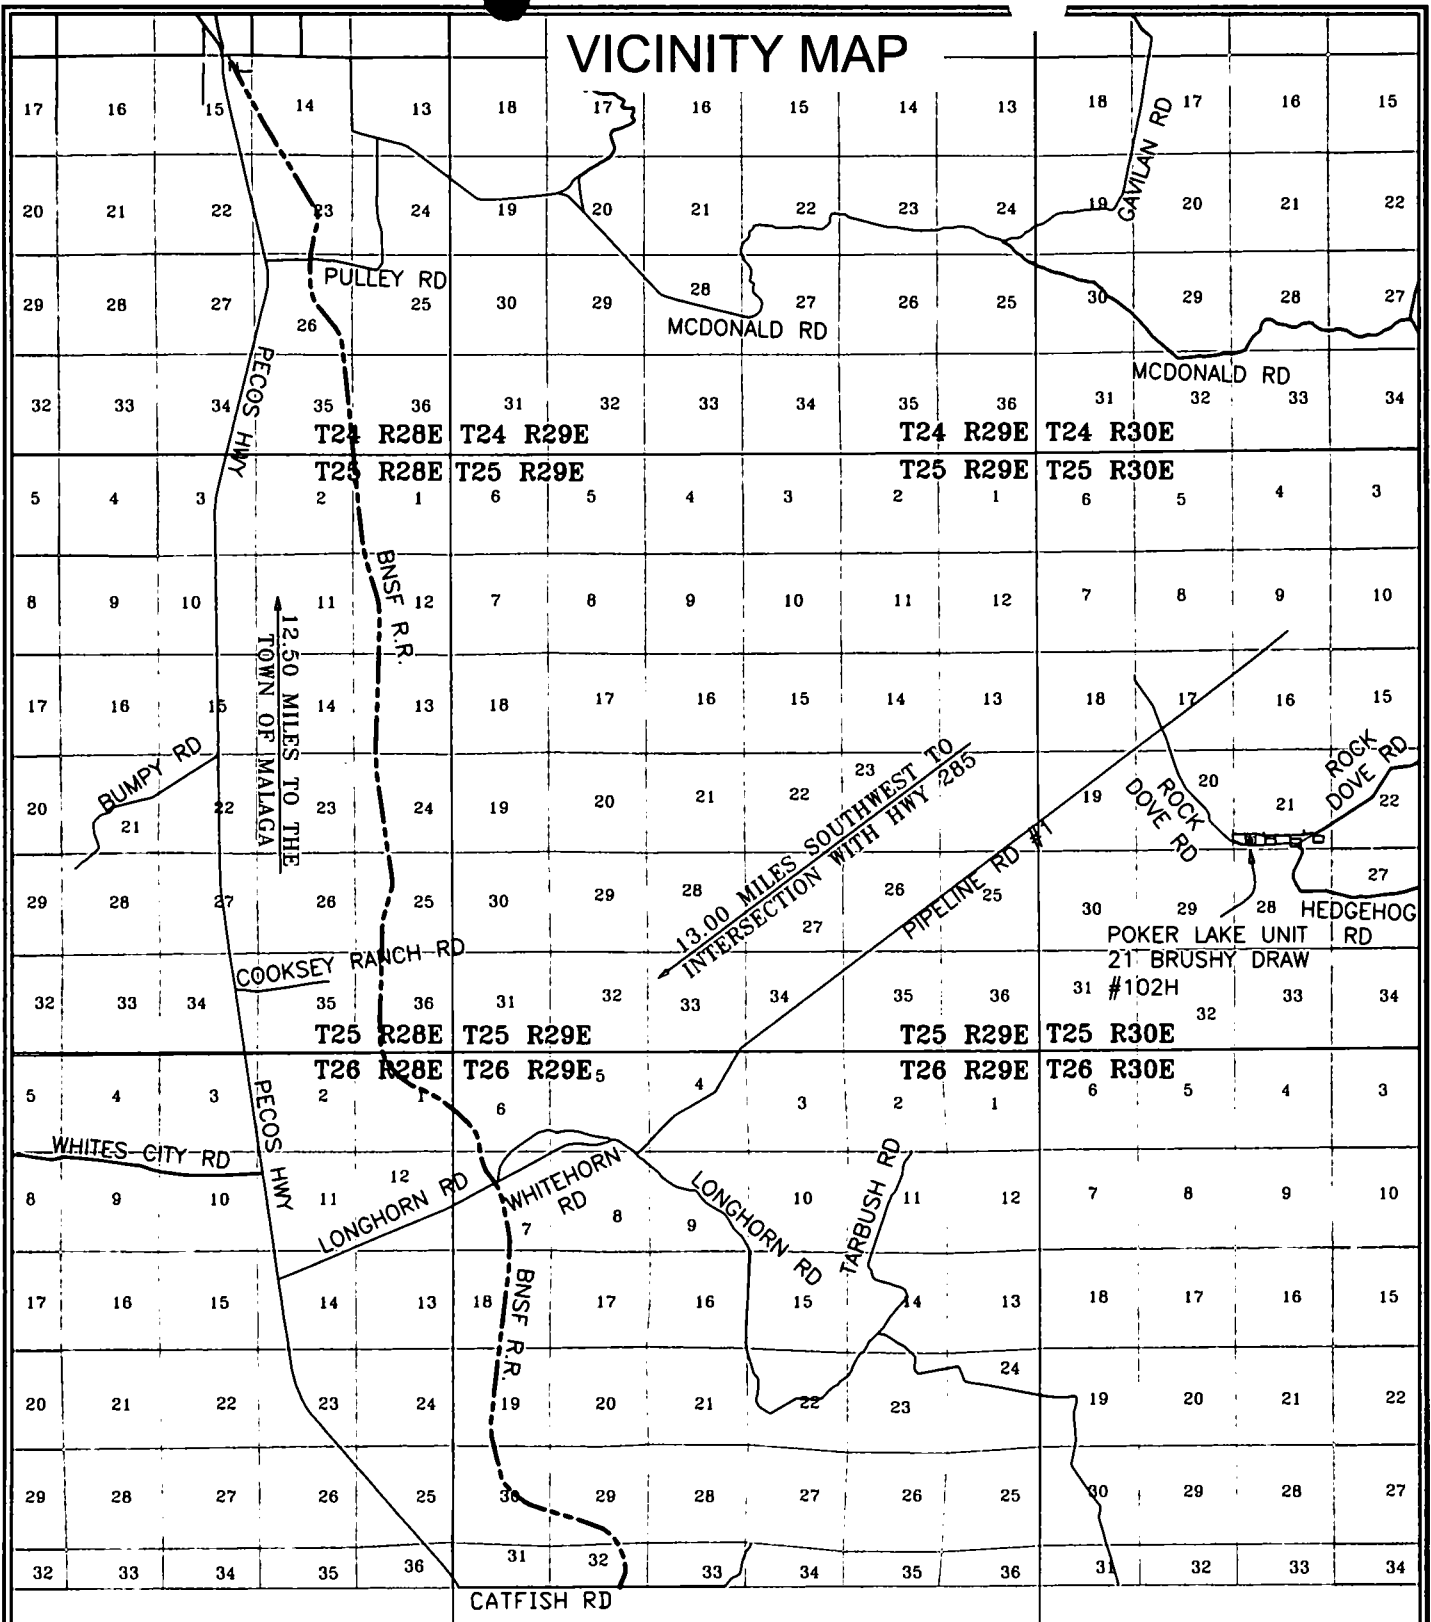 VICINITY MAP
17 16 15 14 13 18 17 16 15 14 13 18 17 16 15
GAVILAN RD
20 21 22 23 24 19 20 21 22 23 24 19 20 21 22
PULLEY RD
29 28 27 26 25 30 29 28 27 26 25 30 29 28 27
MCDONALD RD
MCDONALD RD
PECOS HWY
32 33 34 35 36 31 32 33 34 35 36 31 32 33 34
T24 R28E T24 R29E T24 R29E T24 R30E
T25 R28E T25 R29E T25 R29E T25 R30E
5 4 3 2 1 6 5 4 3 2 1 6 5 4 3
BNSF R.R.
8 9 10 11 12 7 8 9 10 11 12 7 8 9 10
12.50 MILES TO THE
TOWN OF MALAGA
17 16 15 14 13 18 17 16 15 14 13 18 17 16 15
BUMPY RD
13.00 MILES SOUTHWEST TO
INTERSECTION WITH HWY 285
ROCK
DOVE RD
ROCK
DOVE RD
20 21 22 23 24 19 20 21 22 23 19 20 21 22
PIPELINE RD #1
29 28 27 26 25 30 29 28 27 26 25 30 29 28 27
HEDGEHOG
RD
POKER LAKE UNIT
21 BRUSHY DRAW
#102H
COOKSEY RANCH RD
32 33 34 35 36 31 32 33 34 35 36 31 32 33 34
T25 R28E T25 R29E T25 R29E T25 R30E
T26 R28E T26 R29E T26 R29E T26 R30E
5 4 3 2 1 6 5 4 3 2 1 6 5 4 3
PECOS HWY
WHITES CITY RD
LONGHORN RD
WHITEHORN
RD
LONGHORN RD
TARBUSH RD
8 9 10 11 12 7 8 9 10 11 12 7 8 9 10
BNSF R.R.
17 16 15 14 13 18 17 16 15 14 13 18 17 16 15
20 21 22 23 24 19 20 21 22 23 24 19 20 21 22
29 28 27 26 25 30 29 28 27 26 25 30 29 28 27
32 33 34 35 36 31 32 33 34 35 36 31 32 33 34
CATFISH RD